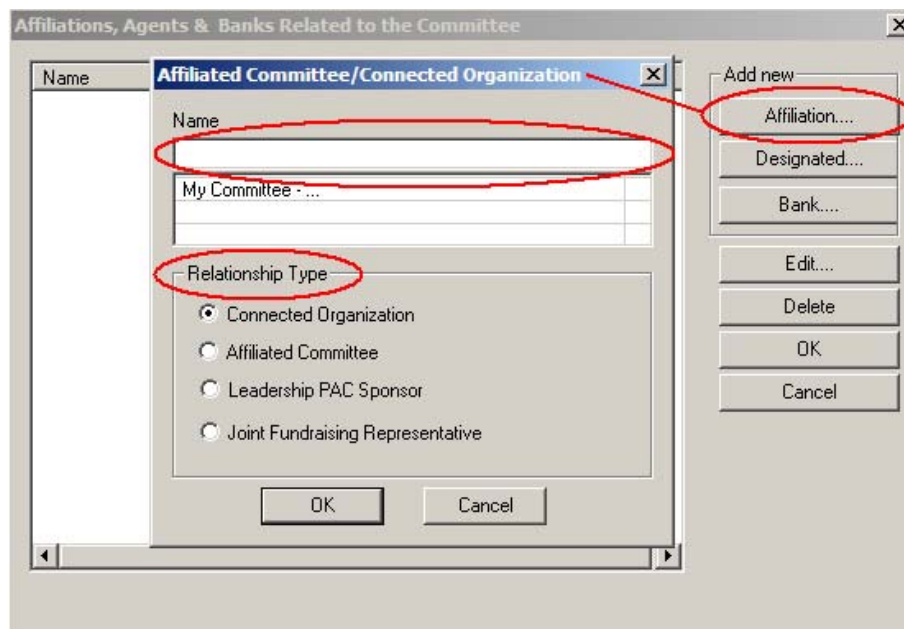 Affiliations, Agents & Banks Related to the Committee
Name
Affiliated Committee/Connected Organization
Name
My Committee - ...
Relationship Type
Connected Organization
Affiliated Committee
Leadership PAC Sponsor
Joint Fundraising Representative
OK
Cancel
Add new
Affiliation....
Designated....
Bank....
Edit....
Delete
OK
Cancel